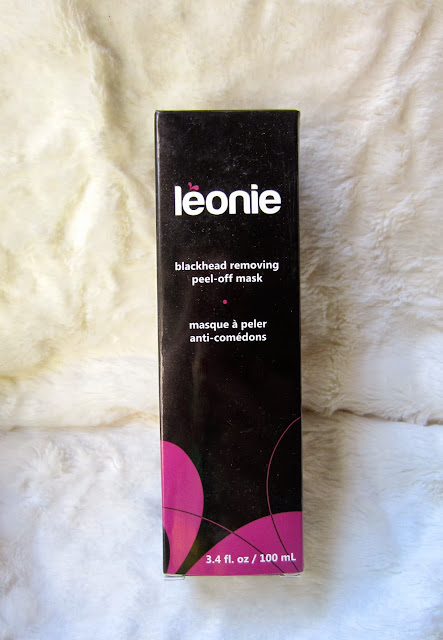 leonie
blackhead removing
peel-off mask
masque à peler
anti-comédons
3.4 fl. oz / 100 mL